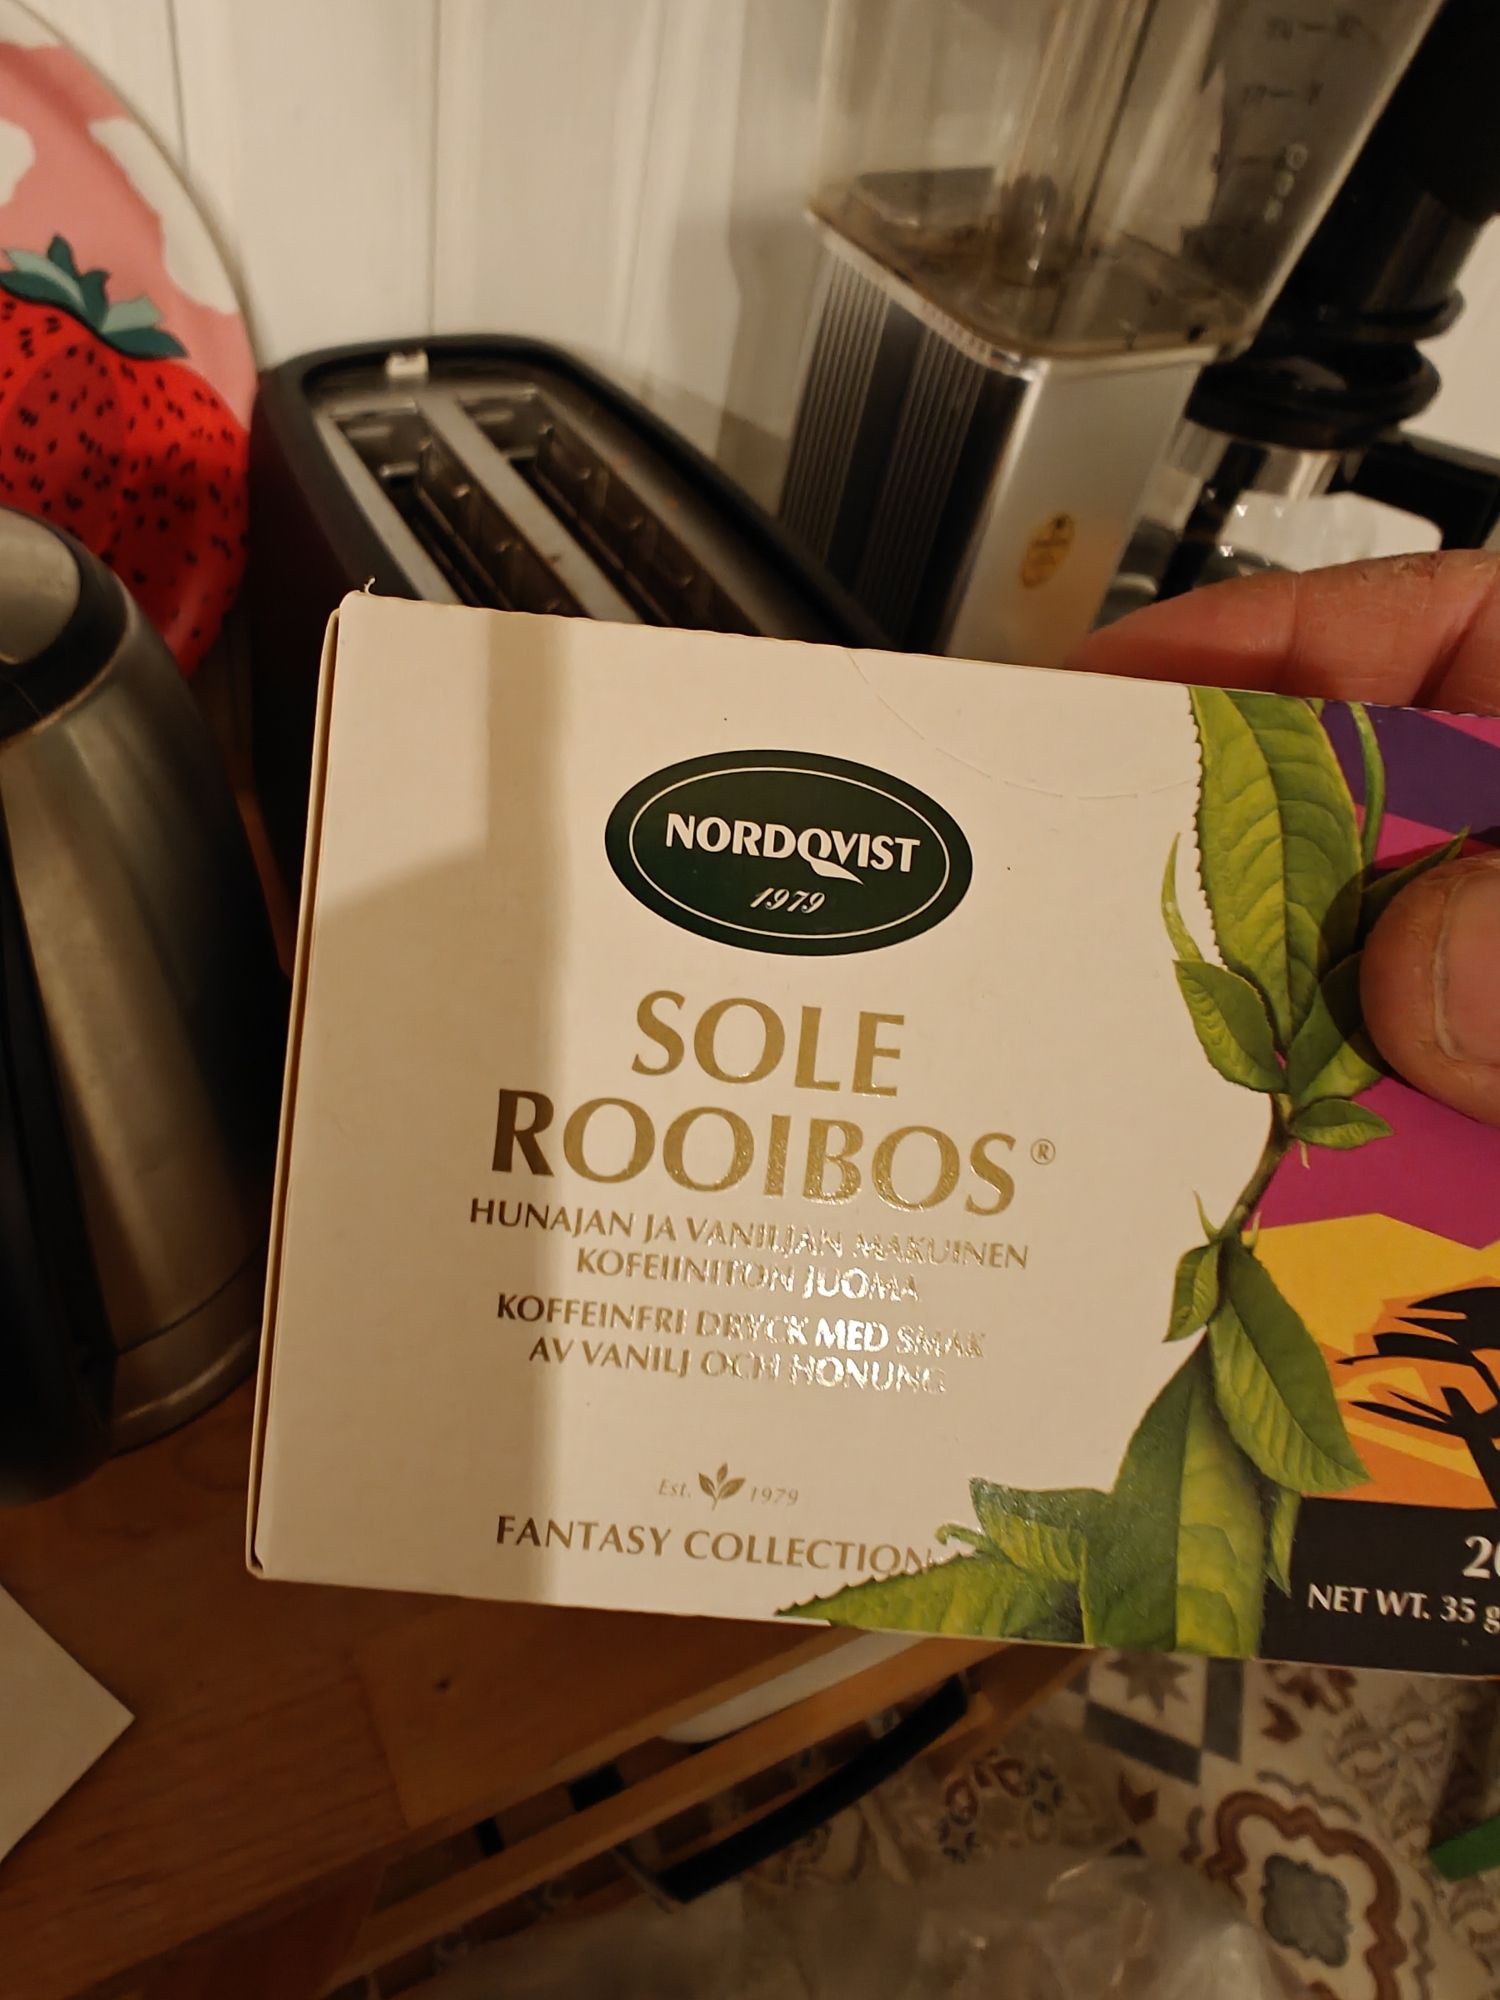 NORDQVIST
1979
SOLE
ROOIBOS®
HUNAJAN JA VANILJAN MAKUINEN
KOFEIINITON JUOMA
KOFFEINFRI DRYCK MED SMAK
AV VANILJ OCH HONUNG
Est. 1979
FANTASY COLLECTION
NET WT. 35 g